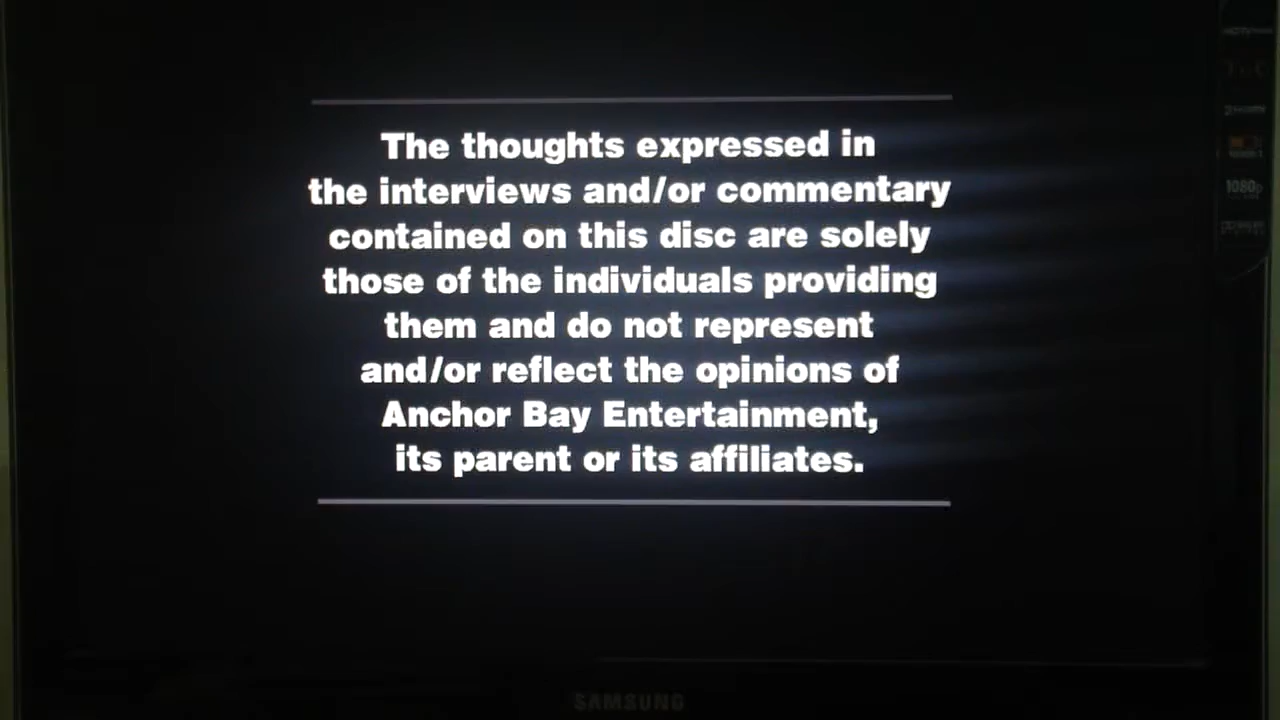 The thoughts expressed in
the interviews and/or commentary
contained on this disc are solely
those of the individuals providing
them and do not represent
and/or reflect the opinions of
Anchor Bay Entertainment,
its parent or its affiliates.
SAMSUNG
1080p